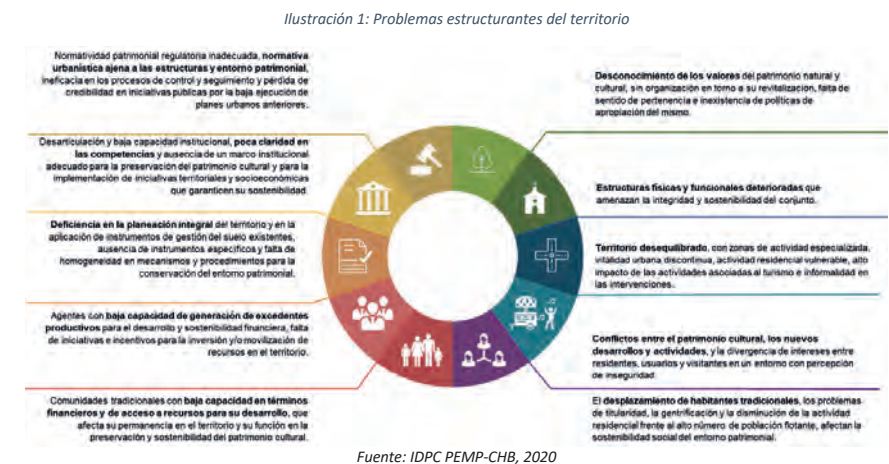 Ilustración 1: Problemas estructurantes del territorio
Normatividad patrimonial regulatoria inadecuada, normativa
urbanística ajena a las estructuras y entorno patrimonial,
ineficacia en los procesos de control y seguimiento y pérdida de
credibilidad en iniciativas públicas por la baja ejecución de
planes urbanos anteriores.
Desarticulación y baja capacidad institucional, poca claridad en
las competencias y ausencia de un marco institucional
adecuado para la preservación del patrimonio cultural y para la
implementación de iniciativas territoriales y socioeconómicas
que garanticen su sostenibilidad.
Deficiencia en la planeación integral del territorio y en la
aplicación de instrumentos de gestión del suelo existentes,
ausencia de instrumentos específicos y falta de
homogeneidad en mecanismos y procedimientos para la
conservación del entorno patrimonial.
Agentes con baja capacidad de generación de excedentes
productivos para el desarrollo y sostenibilidad financiera, falta
de iniciativas e incentivos para la inversión y/o movilización de
recursos en el territorio.
Comunidades tradicionales con baja capacidad en términos
financieros y de acceso a recursos para su desarrollo, que
afecta su permanencia en el territorio y su función en la
preservación y sostenibilidad del patrimonio cultural.
Desconocimiento de los valores del patrimonio natural y
cultural, sin organización en torno a su revitalización, falta de
sentido de pertenencia e inexistencia de políticas de
apropiación del mismo.
Estructuras físicas y funcionales deterioradas que
amenazan la integridad y sostenibilidad del conjunto.
Territorio desequilibrado, con zonas de actividad especializada,
vitalidad urbana discontinua, actividad residencial vulnerable, alto
impacto de las actividades asociadas al turismo e informalidad en
las intervenciones.
Conflictos entre el patrimonio cultural, los nuevos
desarrollos y actividades, y la divergencia de intereses entre
residentes, usuarios y visitantes en un entorno con percepción
de inseguridad.
El desplazamiento de habitantes tradicionales, los problemas
de titularidad, la gentrificación y la disminución de la actividad
residencial frente al alto número de población flotante, afectan la
sostenibilidad social del entorno patrimonial.
Fuente: IDPC PEMP-CHB, 2020